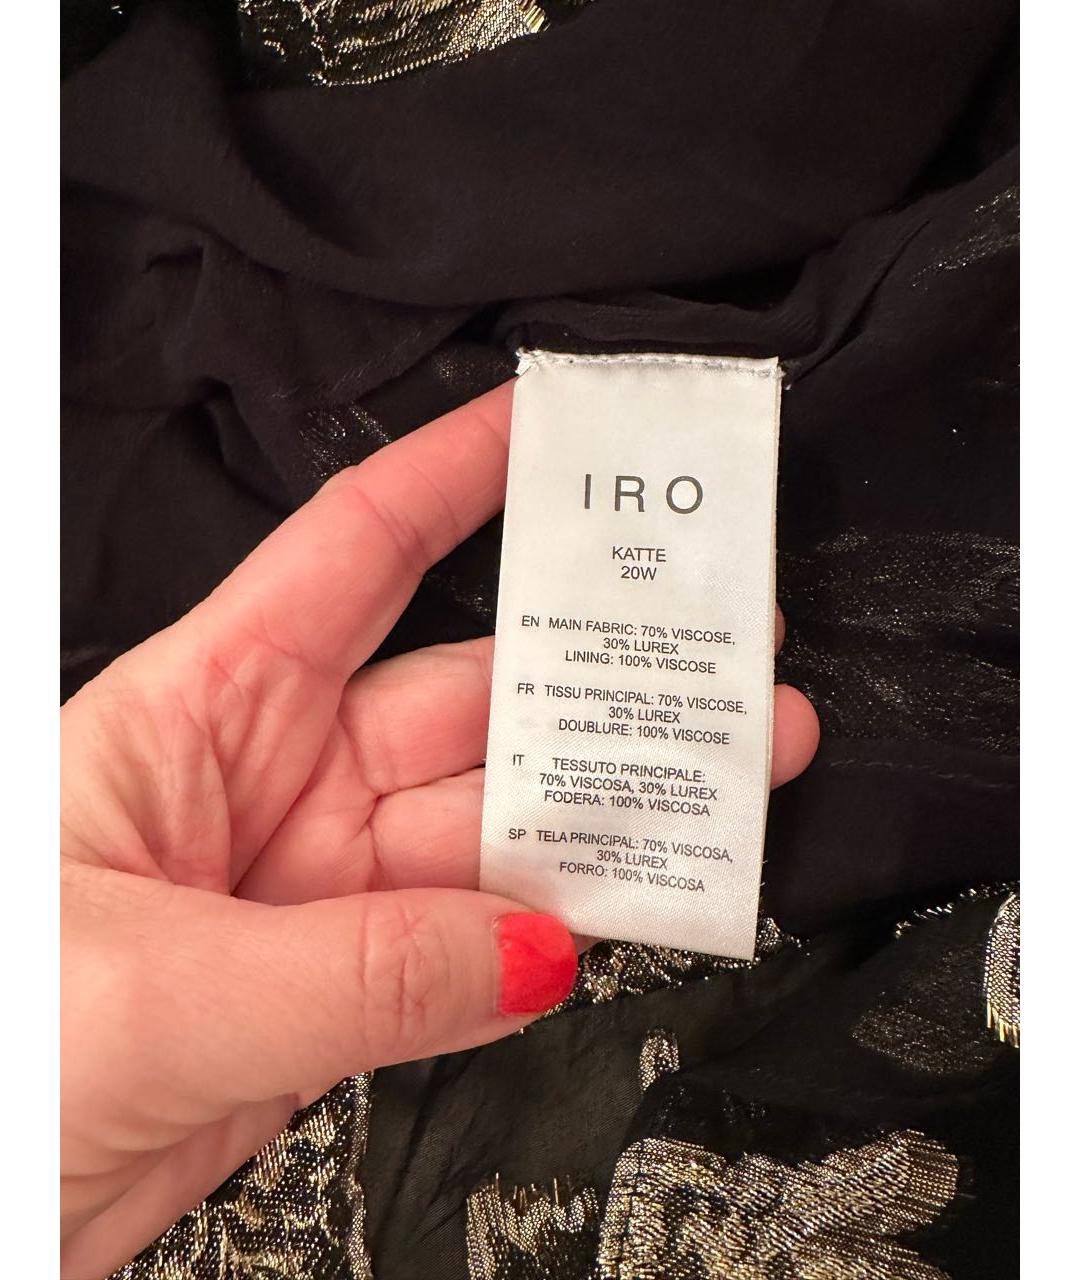 IRO
KATTE
20W
EN MAIN FABRIC: 70% VISCOSE,
30% LUREX
LINING: 100% VISCOSE
FR TISSU PRINCIPAL: 70% VISCOSE,
30% LUREX
DOUBLURE: 100% VISCOSE
IT TESSUTO PRINCIPALE:
70% VISCOSA, 30% LUREX
FODERA: 100% VISCOSA
SP TELA PRINCIPAL: 70% VISCOSA,
30% LUREX
FORRO: 100% VISCOSA